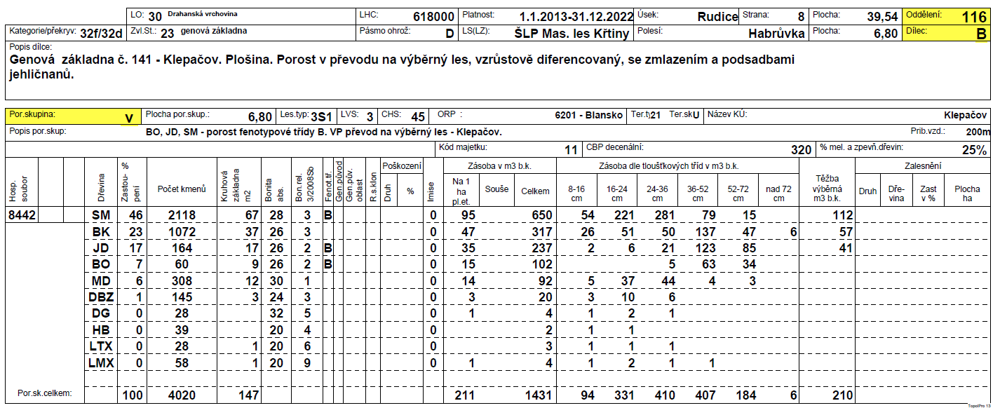 LO: 30 Drahanská vrchovina LHC: 618000 Platnost: 1.1.2013-31.12.2022 Úsek: Rudice Strana: 8 Plocha: 39,54 Oddělení: 116
Kategorie/překryv: 32f/32d Zvl.St.: 23 genová základna Pásmo ohrož: D LS(LZ): ŠLP Mas. les Křtiny Polesí: Habrůvka Plocha: 6,80 Dílec: B
Popis dílce:
Genová základna č. 141 - Klepačov. Plošina. Porost v převodu na výběrný les, vzrůstově diferencovaný, se zmlazením a podsadbami
jehličnanů.
Por.skupina: v Plocha por.skup.: 6,80 Les.typ: 3S1 LVS: 3 CHS: 45 ORP : 6201 - Blansko Ter.ty 21 Ter.sk U Název KÚ: Klepačov
Popis por.skup: BO, JD, SM - porost fenotypové třídy B. VP převod na výběrný les - Klepačov. Prib.vzd.: 200m
Kód majetku: 11 CBP decenální: 320 % mel. a zpevň.dřevin: 25%
Hosp. soubor Dřevina % Zastou- pení Počet kmenů Kruhová základna m2 Bonita abs. Bon.rel. 3/2008Sb Fenot.tř. Gen.původ Gen.pův. oblast R.s.klon Poškození Druh % Imise Zásoba v m3 b.k. Na 1 ha pl.et. Souše Celkem Zásoba dle tloušťkových tříd v m3 b.k. 8-16 cm 16-24 cm 24-36 cm 36-52 cm 52-72 cm nad 72 cm Těžba výběrná m3 b.k. Zalesnění Druh Dře- vina Zast v % Plocha ha
8442 SM 46 2118 67 28 3 B 0 95 650 54 221 281 79 15 112
BK 23 1072 37 26 3 0 47 317 26 51 50 137 47 6 57
JD 17 164 17 26 2 B 0 35 237 2 6 21 123 85 41
BO 7 60 9 26 2 B 0 15 102 5 63 34
MD 6 308 12 30 1 0 14 92 5 37 44 4 3
DBZ 1 145 3 24 3 0 3 20 3 10 6
DG 0 28 32 5 0 1 4 1 2 1
HB 0 39 20 4 0 2 1 1
LTX 0 28 1 20 6 0 3 1 1 1
LMX 0 58 1 20 9 0 1 4 1 2 1 1
Por.sk.celkem: 100 4020 147 211 1431 94 331 410 407 184 6 210
TopolPro 13